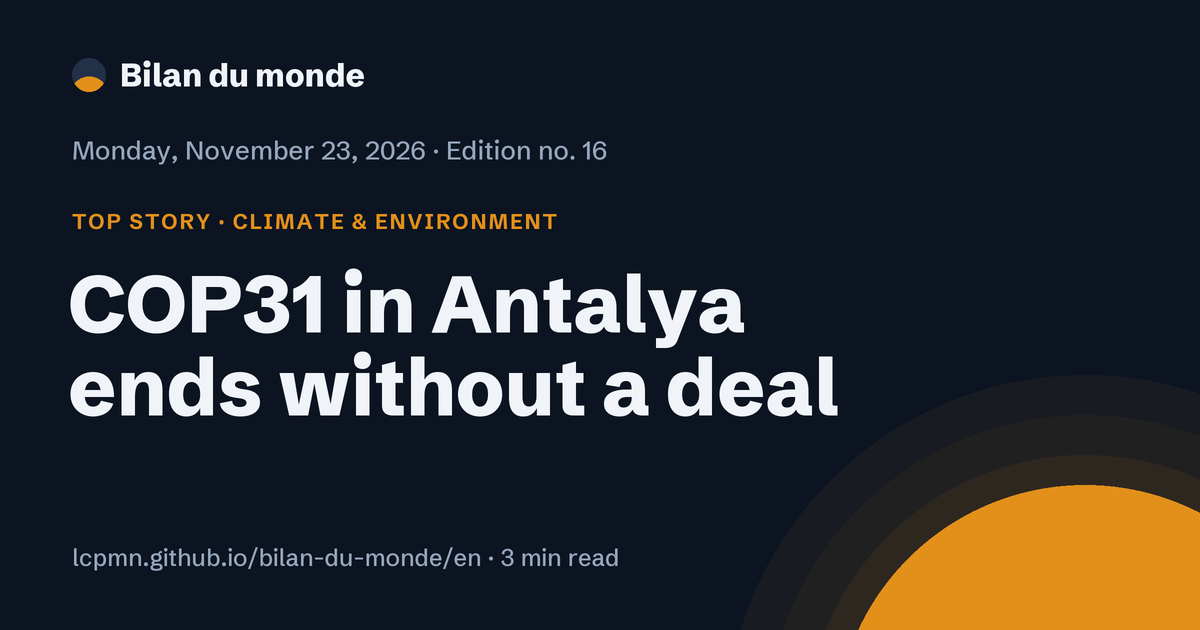 Bilan du monde
Monday, November 23, 2026 · Edition no. 16
TOP STORY · CLIMATE & ENVIRONMENT
COP31 in Antalya
ends without a deal
lcpmn.github.io/bilan-du-monde/en · 3 min read